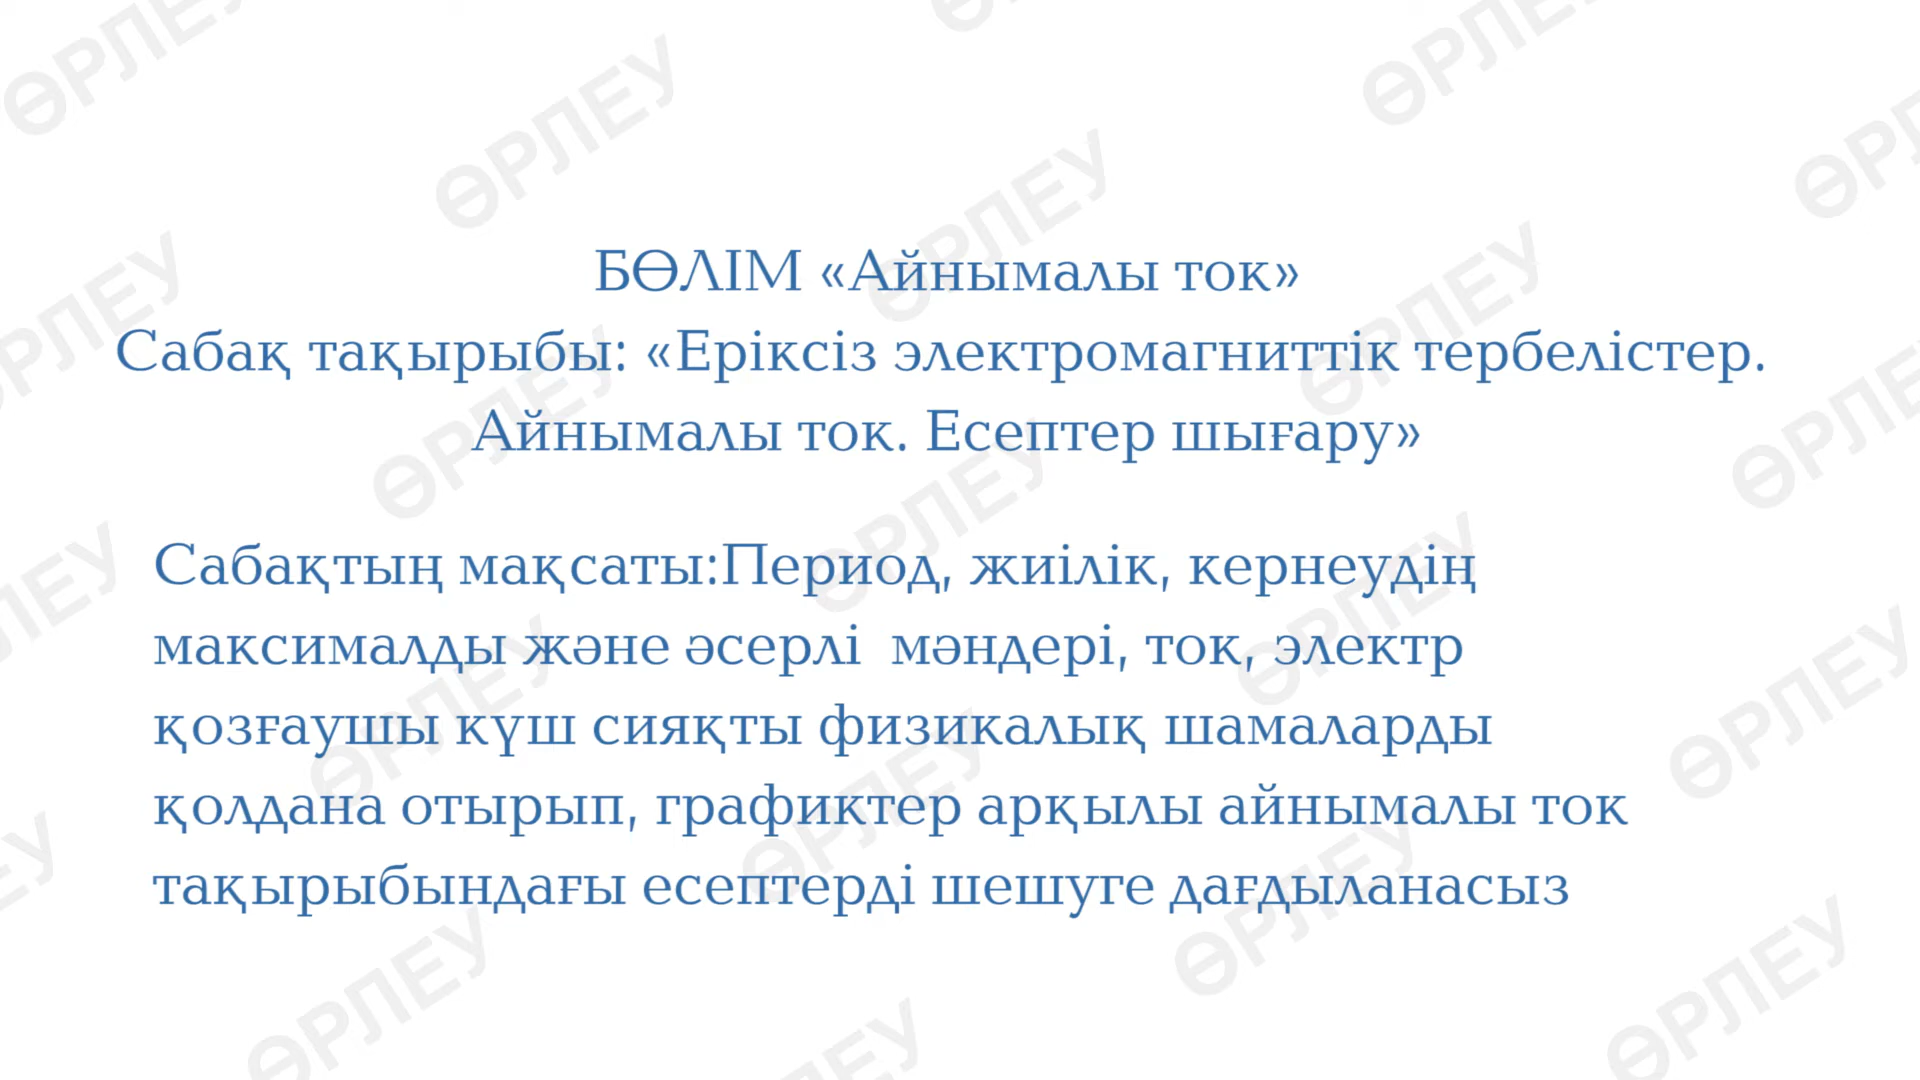 БӨЛІМ «Айнымалы ток»
Сабақ тақырыбы: «Еріксіз электромагниттік тербелістер.
Айнымалы ток. Есептер шығару»
Сабақтың мақсаты:Период, жиілік, кернеудің
максималды және әсерлі мәндері, ток, электр
қозғаушы күш сияқты физикалық шамаларды
қолдана отырып, графиктер арқылы айнымалы ток
тақырыбындағы есептерді шешуге дағдыланасыз
ӨРЛЕУ